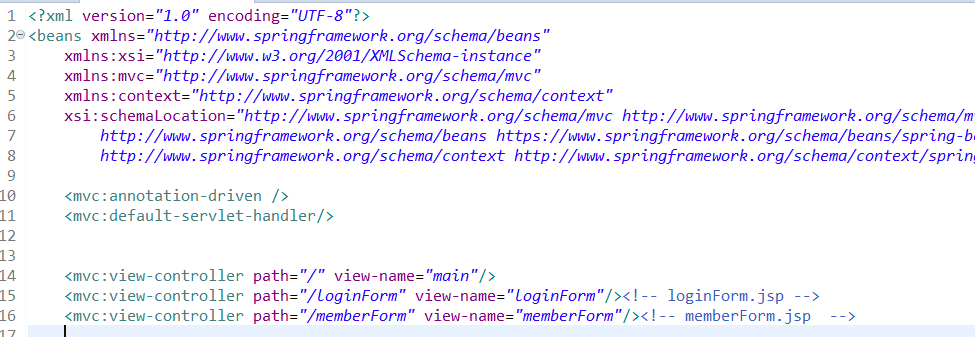 1 <?xml version="1.0" encoding="UTF-8"?>
2 <beans xmlns="http://www.springframework.org/schema/beans"
3 xmlns:xsi="http://www.w3.org/2001/XMLSchema-instance"
4 xmlns:mvc="http://www.springframework.org/schema/mvc"
5 xmlns:context="http://www.springframework.org/schema/context"
6 xsi:schemaLocation="http://www.springframework.org/schema/mvc http://www.springframework.org/schema/m
7 http://www.springframework.org/schema/beans https://www.springframework.org/schema/beans/spring-b
8 http://www.springframework.org/schema/context http://www.springframework.org/schema/context/spring
9
10 <mvc:annotation-driven />
11 <mvc:default-servlet-handler/>
12
13
14 <mvc:view-controller path="/" view-name="main"/>
15 <mvc:view-controller path="/loginForm" view-name="loginForm"/><!-- loginForm.jsp -->
16 <mvc:view-controller path="/memberForm" view-name="memberForm"/><!-- memberForm.jsp  -->
17